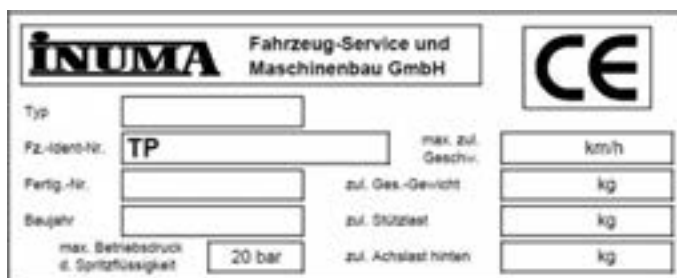 iNUMA
Fahrzeug-Service und
Maschinenbau GmbH
CE
Typ
Fz.-Ident-Nr. TP
max. zul.
Geschw. km/h
Fertig.-Nr.
zul. Ges.-Gewicht kg
Baujahr
zul. Stützlast kg
max. Betriebsdruck
d. Spritzflüssigkeit 20 bar
zul. Achslast hinten kg